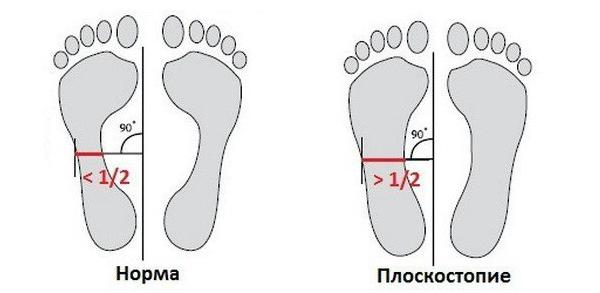 90°
< 1/2
Норма
90°
> 1/2
Плоскостопие